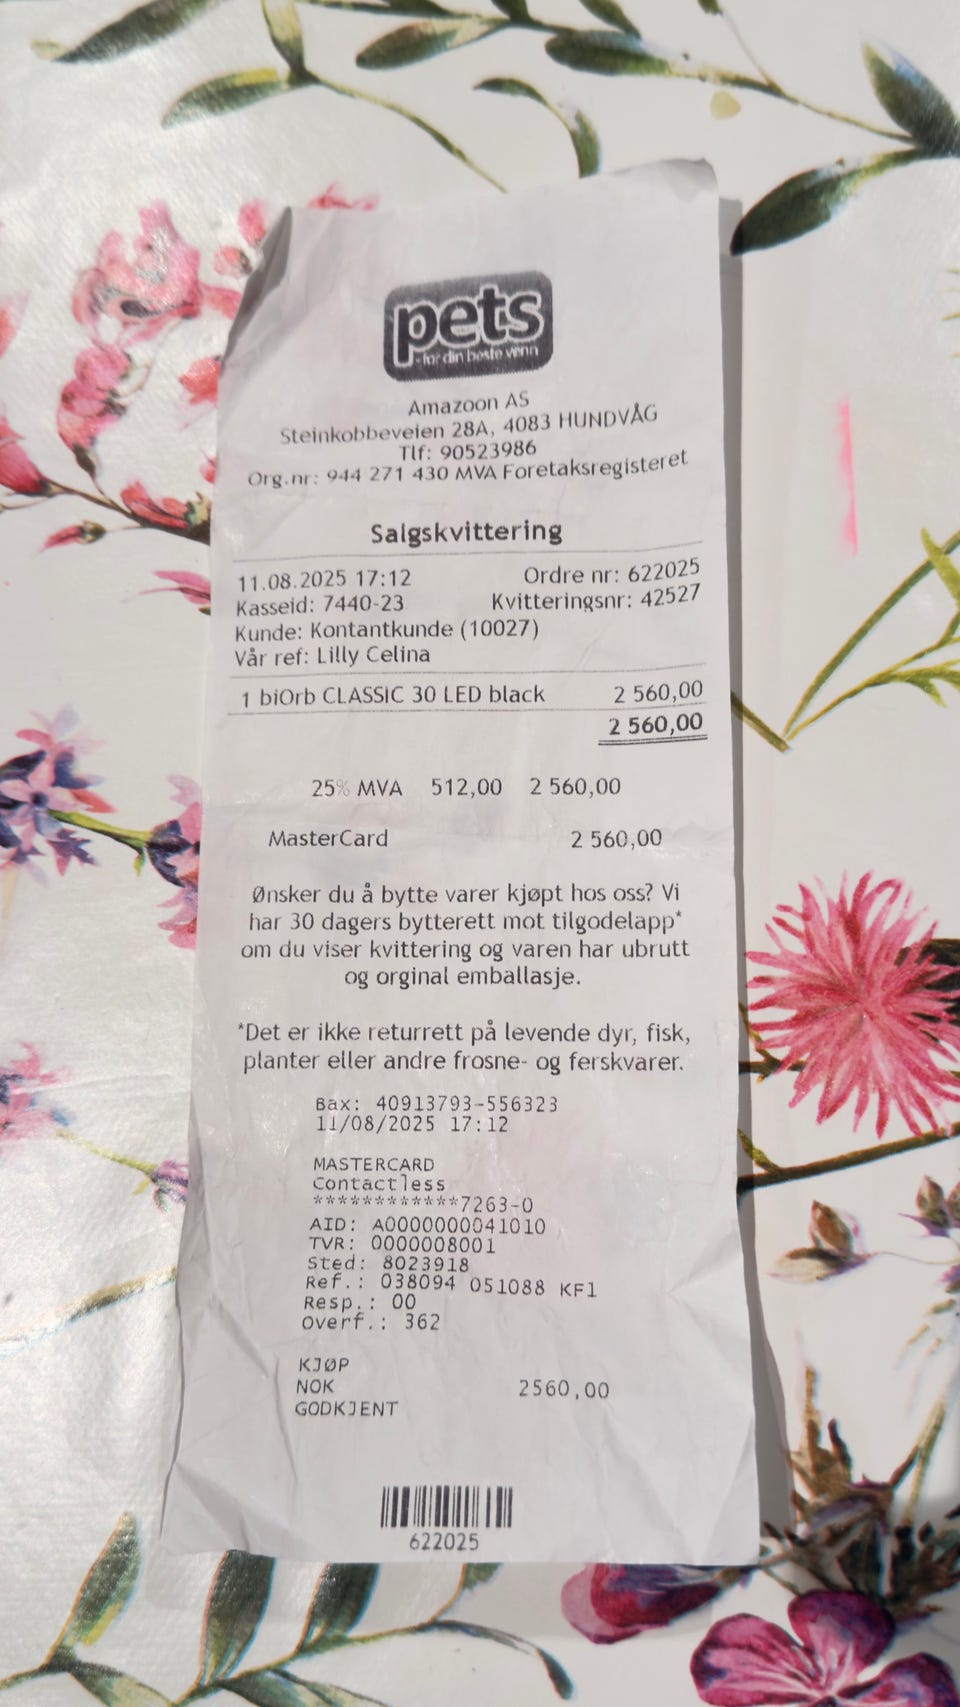 pets
- for din beste venn
Amazoon AS
Steinkobbeveien 28A, 4083 HUNDVÅG
Tlf: 90523986
Org.nr: 944 271 430 MVA Foretaksregisteret
Salgskvittering
11.08.2025 17:12 Ordre nr: 622025
Kasseid: 7440-23 Kvitteringsnr: 42527
Kunde: Kontantkunde (10027)
Vår ref: Lilly Celina
1 biOrb CLASSIC 30 LED black 2 560,00
2 560,00
25% MVA 512,00 2 560,00
MasterCard 2 560,00
Ønsker du å bytte varer kjøpt hos oss? Vi
har 30 dagers bytterett mot tilgodelapp*
om du viser kvittering og varen har ubrutt
og orginal emballasje.
*Det er ikke returrett på levende dyr, fisk,
planter eller andre frosne- og ferskvarer.
Bax: 40913793-556323
11/08/2025 17:12
MASTERCARD
Contactless
************7263-0
AID: A0000000041010
TVR: 0000008001
Sted: 8023918
Ref.: 038094 051088 KF1
Resp.: 00
Overf.: 362
KJØP
NOK 2560,00
GODKJENT
622025